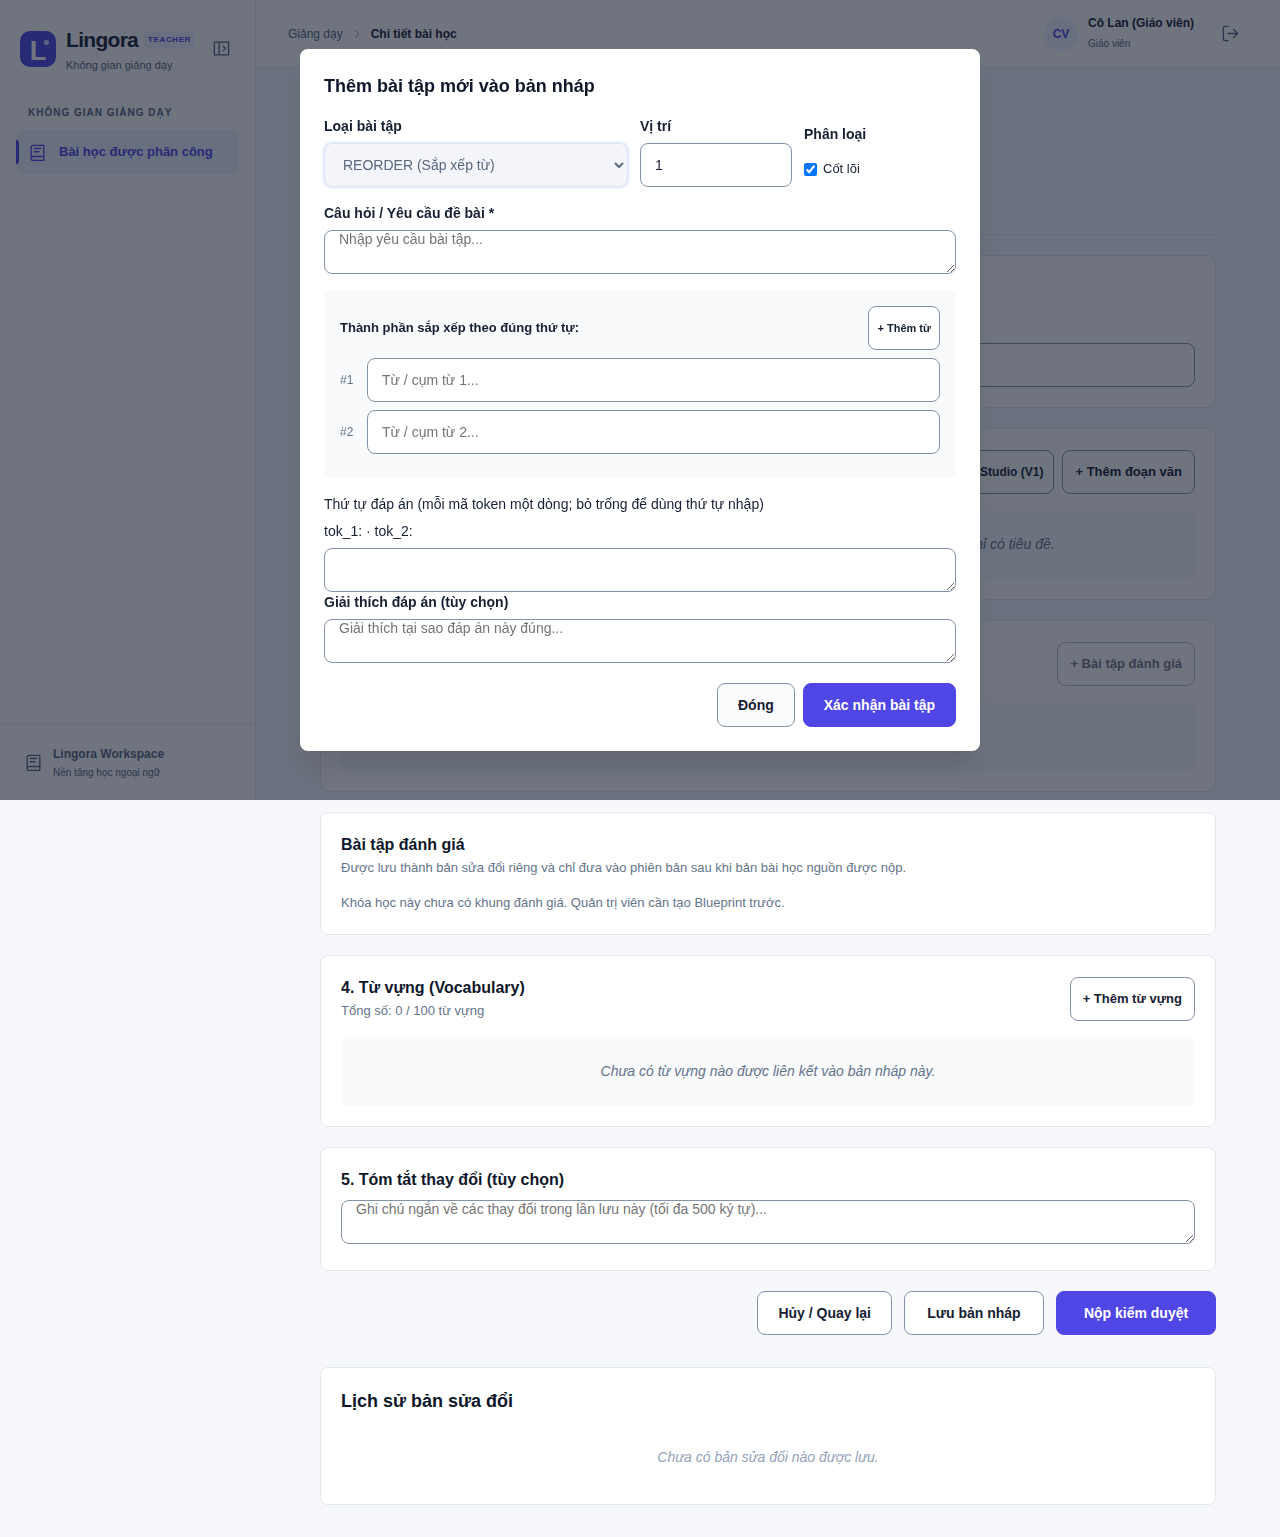 Lingora TEACHER
Không gian giảng dạy
KHÔNG GIAN GIẢNG DẠY
Bài học được phân công
Lingora Workspace
Nền tảng học ngoại ngữ
Giảng dạy > Chi tiết bài học
CV
Cô Lan (Giáo viên)
Giáo viên
Thêm bài tập mới vào bản nháp
Loại bài tập
REORDER (Sắp xếp từ)
Vị trí
1
Phân loại
Cốt lõi
Câu hỏi / Yêu cầu đề bài *
Nhập yêu cầu bài tập...
Thành phần sắp xếp theo đúng thứ tự:
+ Thêm từ
#1
Từ / cụm từ 1...
#2
Từ / cụm từ 2...
Thứ tự đáp án (mỗi mã token một dòng; bỏ trống để dùng thứ tự nhập)
tok_1: · tok_2:
Giải thích đáp án (tùy chọn)
Giải thích tại sao đáp án này đúng...
Đóng
Xác nhận bài tập
Studio (V1)
+ Thêm đoạn văn
có tiêu đề.
+ Bài tập đánh giá
Bài tập đánh giá
Được lưu thành bản sửa đổi riêng và chỉ đưa vào phiên bản sau khi bản bài học nguồn được nộp.
Khóa học này chưa có khung đánh giá. Quản trị viên cần tạo Blueprint trước.
4. Từ vựng (Vocabulary)
Tổng số: 0 / 100 từ vựng
+ Thêm từ vựng
Chưa có từ vựng nào được liên kết vào bản nháp này.
5. Tóm tắt thay đổi (tùy chọn)
Ghi chú ngắn về các thay đổi trong lần lưu này (tối đa 500 ký tự)...
Hủy / Quay lại
Lưu bản nháp
Nộp kiểm duyệt
Lịch sử bản sửa đổi
Chưa có bản sửa đổi nào được lưu.